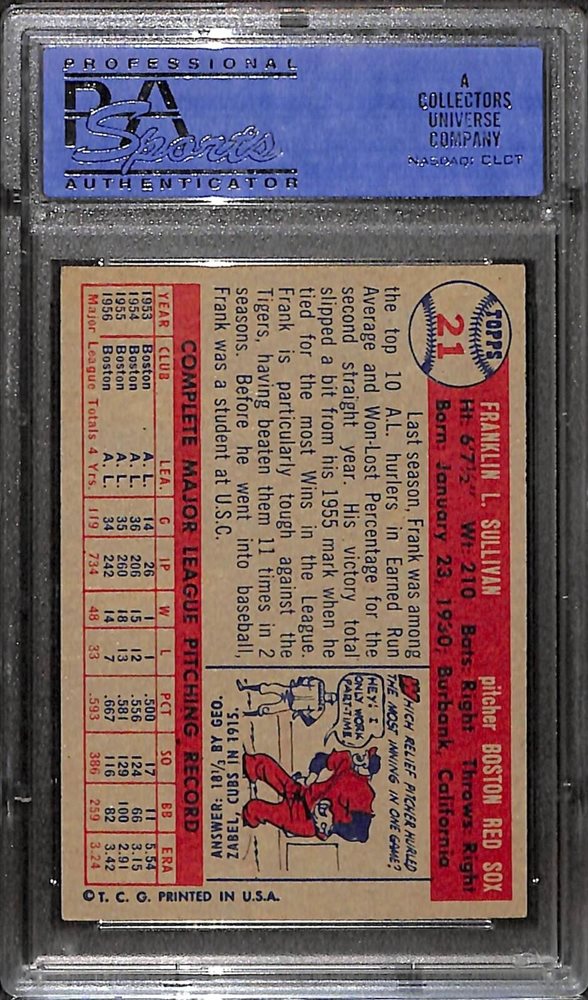 PROFESSIONAL
PSA
Sports
AUTHENTICATOR
A
COLLECTORS
UNIVERSE
COMPANY
NASDAQ: CLCT
TOPPS
21
FRANKLIN L. SULLIVAN pitcher BOSTON RED SOX
Ht: 6'7½" Wt: 210 Bats: Right Throws: Right
Born: January 23, 1930; Burbank, California
Last season, Frank was among
the top 10 A.L. hurlers in Earned Run
Average and Won-Lost Percentage for the
second straight year. His victory total
slipped a bit from his 1955 mark when he
tied for the most Wins in the League.
Frank is particularly tough against the
Tigers, having beaten them 11 times in 2
seasons. Before he went into baseball,
Frank was a student at U.S.C.
WHICH RELIEF PITCHER HURLED
THE MOST INNING IN ONE GAME?
HEY! I
ONLY WORK
PART-TIME.
ANSWER: 18⅓ BY GEO.
ZABEL, CUBS IN 1915.
COMPLETE MAJOR LEAGUE PITCHING RECORD
YEAR CLUB LEA. G IP W L PCT SO BB ERA
1953 Boston A. L. 14 26 1 1 .500 17 11 5.54
1954 Boston A. L. 36 206 15 12 .556 124 66 3.15
1955 Boston A. L. 35 260 18 13 .581 129 100 2.91
1956 Boston A. L. 34 242 14 7 .667 116 82 3.42
Major League Totals 4 Yrs. 119 734 48 33 .593 386 259 3.24
© T. C. G. PRINTED IN U.S.A.